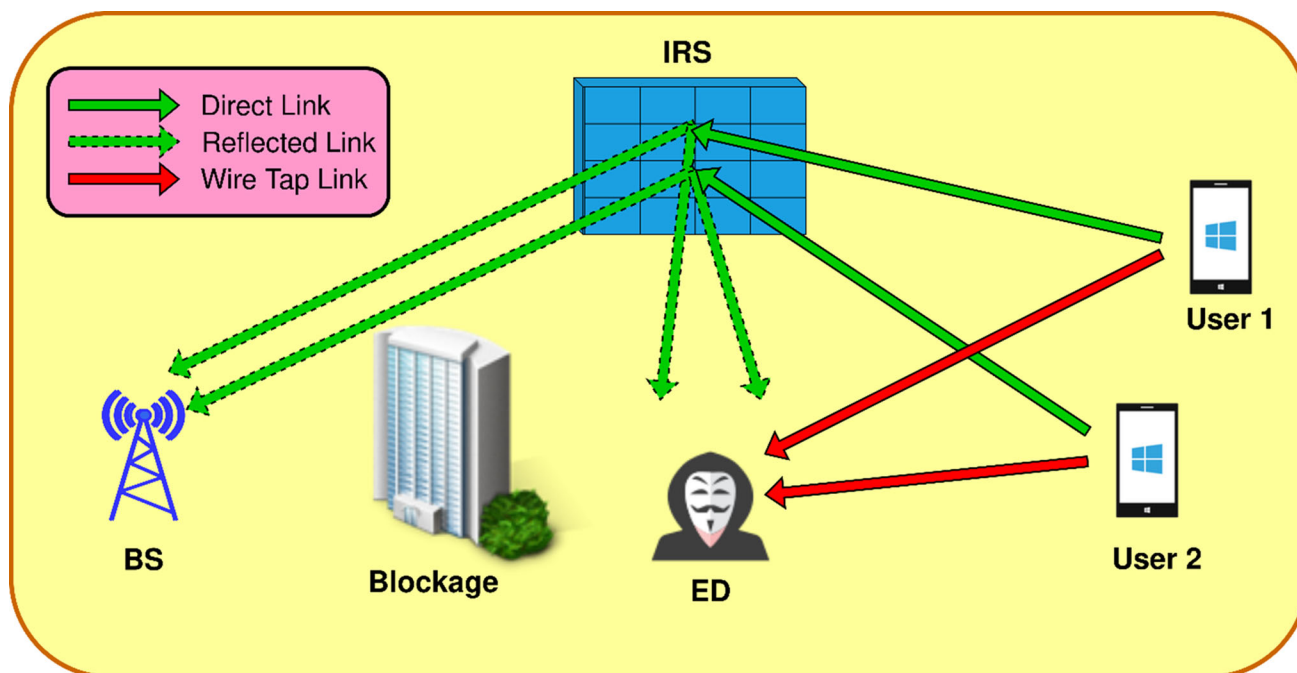 IRS
Direct Link
Reflected Link
Wire Tap Link
User 1
BS
Blockage
ED
User 2